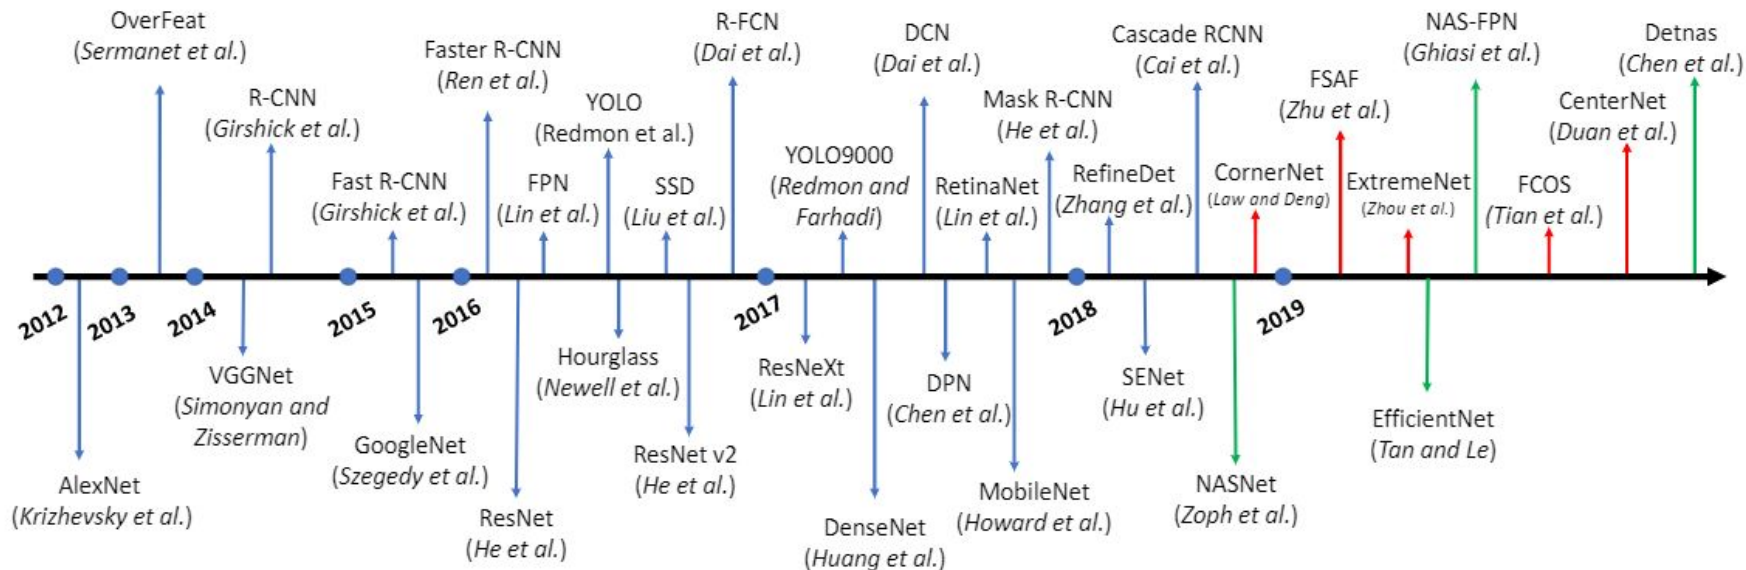 OverFeat
(Sermanet et al.)
R-CNN
(Girshick et al.)
Fast R-CNN
(Girshick et al.)
Faster R-CNN
(Ren et al.)
FPN
(Lin et al.)
YOLO
(Redmon et al.)
SSD
(Liu et al.)
R-FCN
(Dai et al.)
YOLO9000
(Redmon and
Farhadi)
DCN
(Dai et al.)
RetinaNet
(Lin et al.)
Mask R-CNN
(He et al.)
RefineDet
(Zhang et al.)
Cascade RCNN
(Cai et al.)
CornerNet
(Law and Deng)
FSAF
(Zhu et al.)
ExtremeNet
(Zhou et al.)
NAS-FPN
(Ghiasi et al.)
FCOS
(Tian et al.)
CenterNet
(Duan et al.)
Detnas
(Chen et al.)
2012
2013
2014
2015
2016
2017
2018
2019
AlexNet
(Krizhevsky et al.)
VGGNet
(Simonyan and
Zisserman)
GoogleNet
(Szegedy et al.)
ResNet
(He et al.)
Hourglass
(Newell et al.)
ResNet v2
(He et al.)
ResNeXt
(Lin et al.)
DenseNet
(Huang et al.)
DPN
(Chen et al.)
MobileNet
(Howard et al.)
SENet
(Hu et al.)
NASNet
(Zoph et al.)
EfficientNet
(Tan and Le)